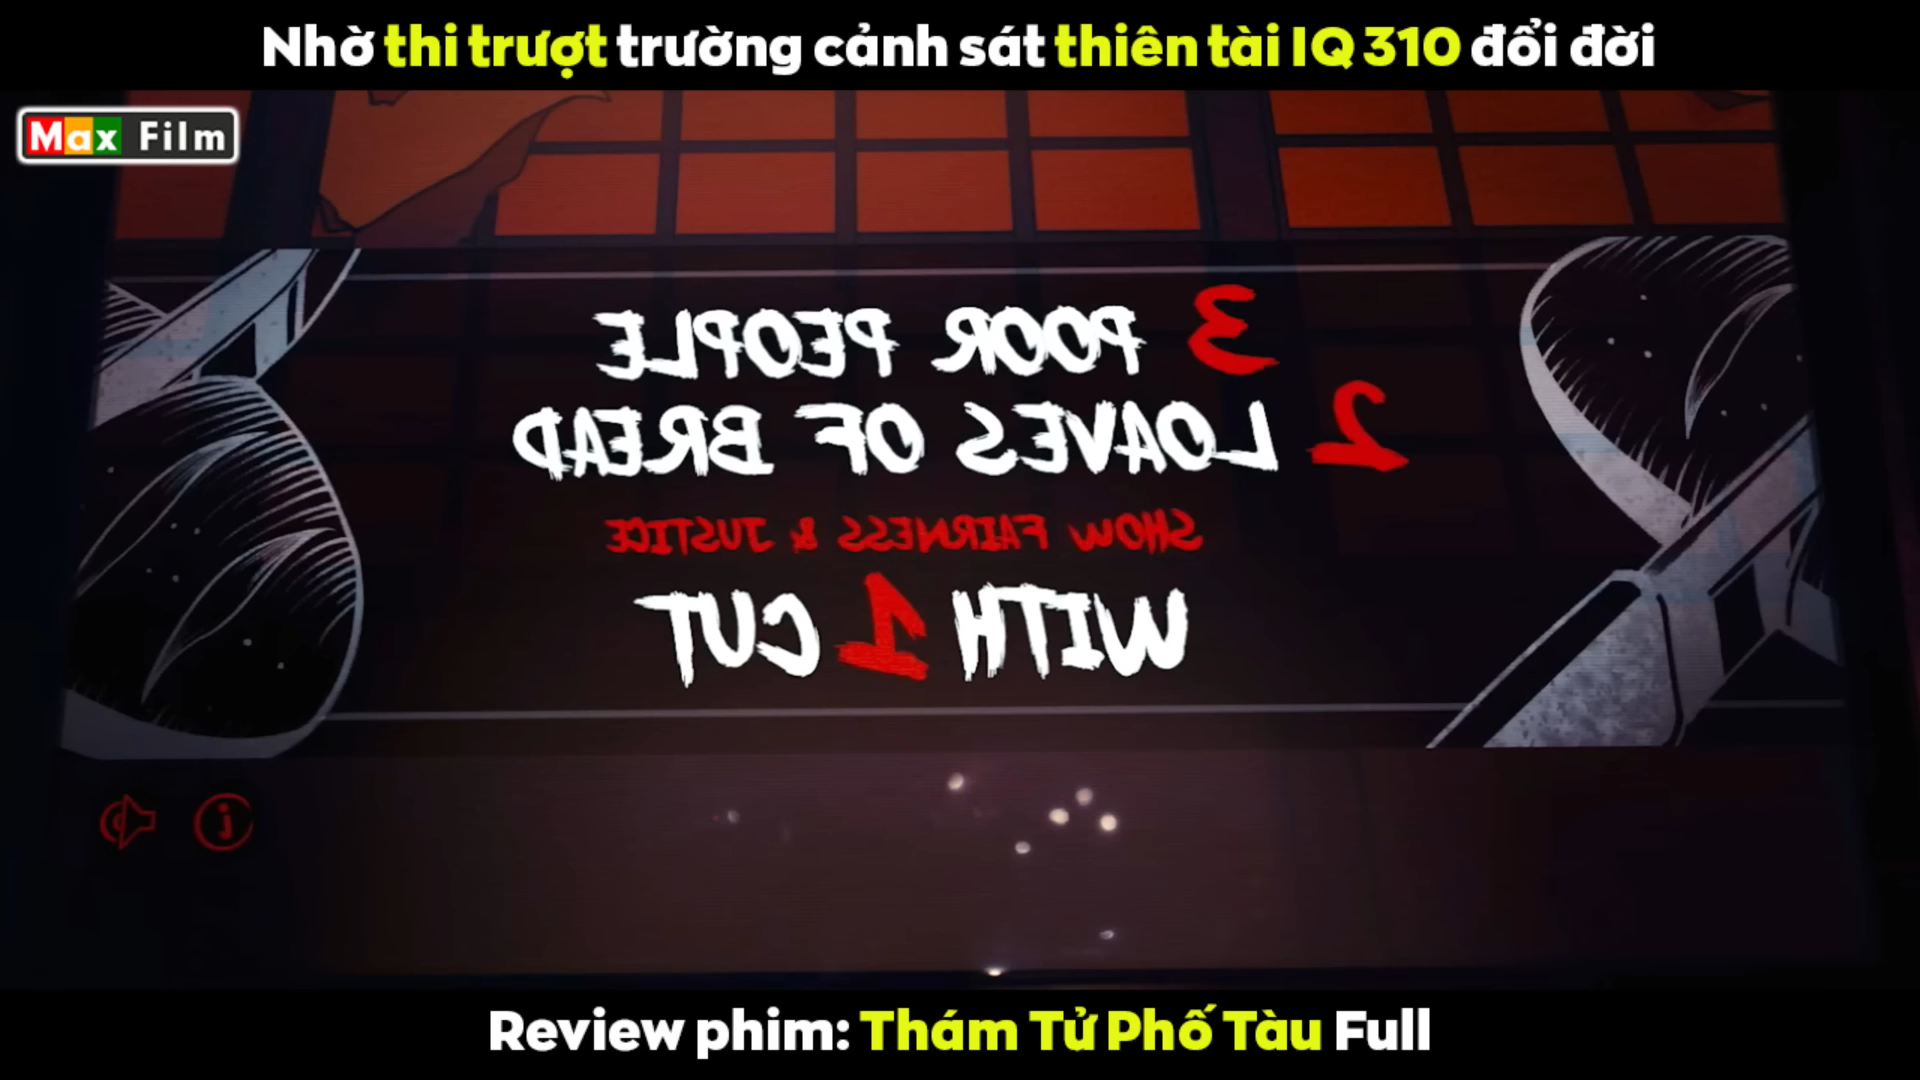 Nhờ thi trượt trường cảnh sát thiên tài IQ 310 đổi đời
Max Film
3 POOR PEOPLE
2 LOAVES OF BREAD
SHOW FAIRNESS & JUSTICE
WITH 1 CUT
i
Review phim: Thám Tử Phố Tàu Full